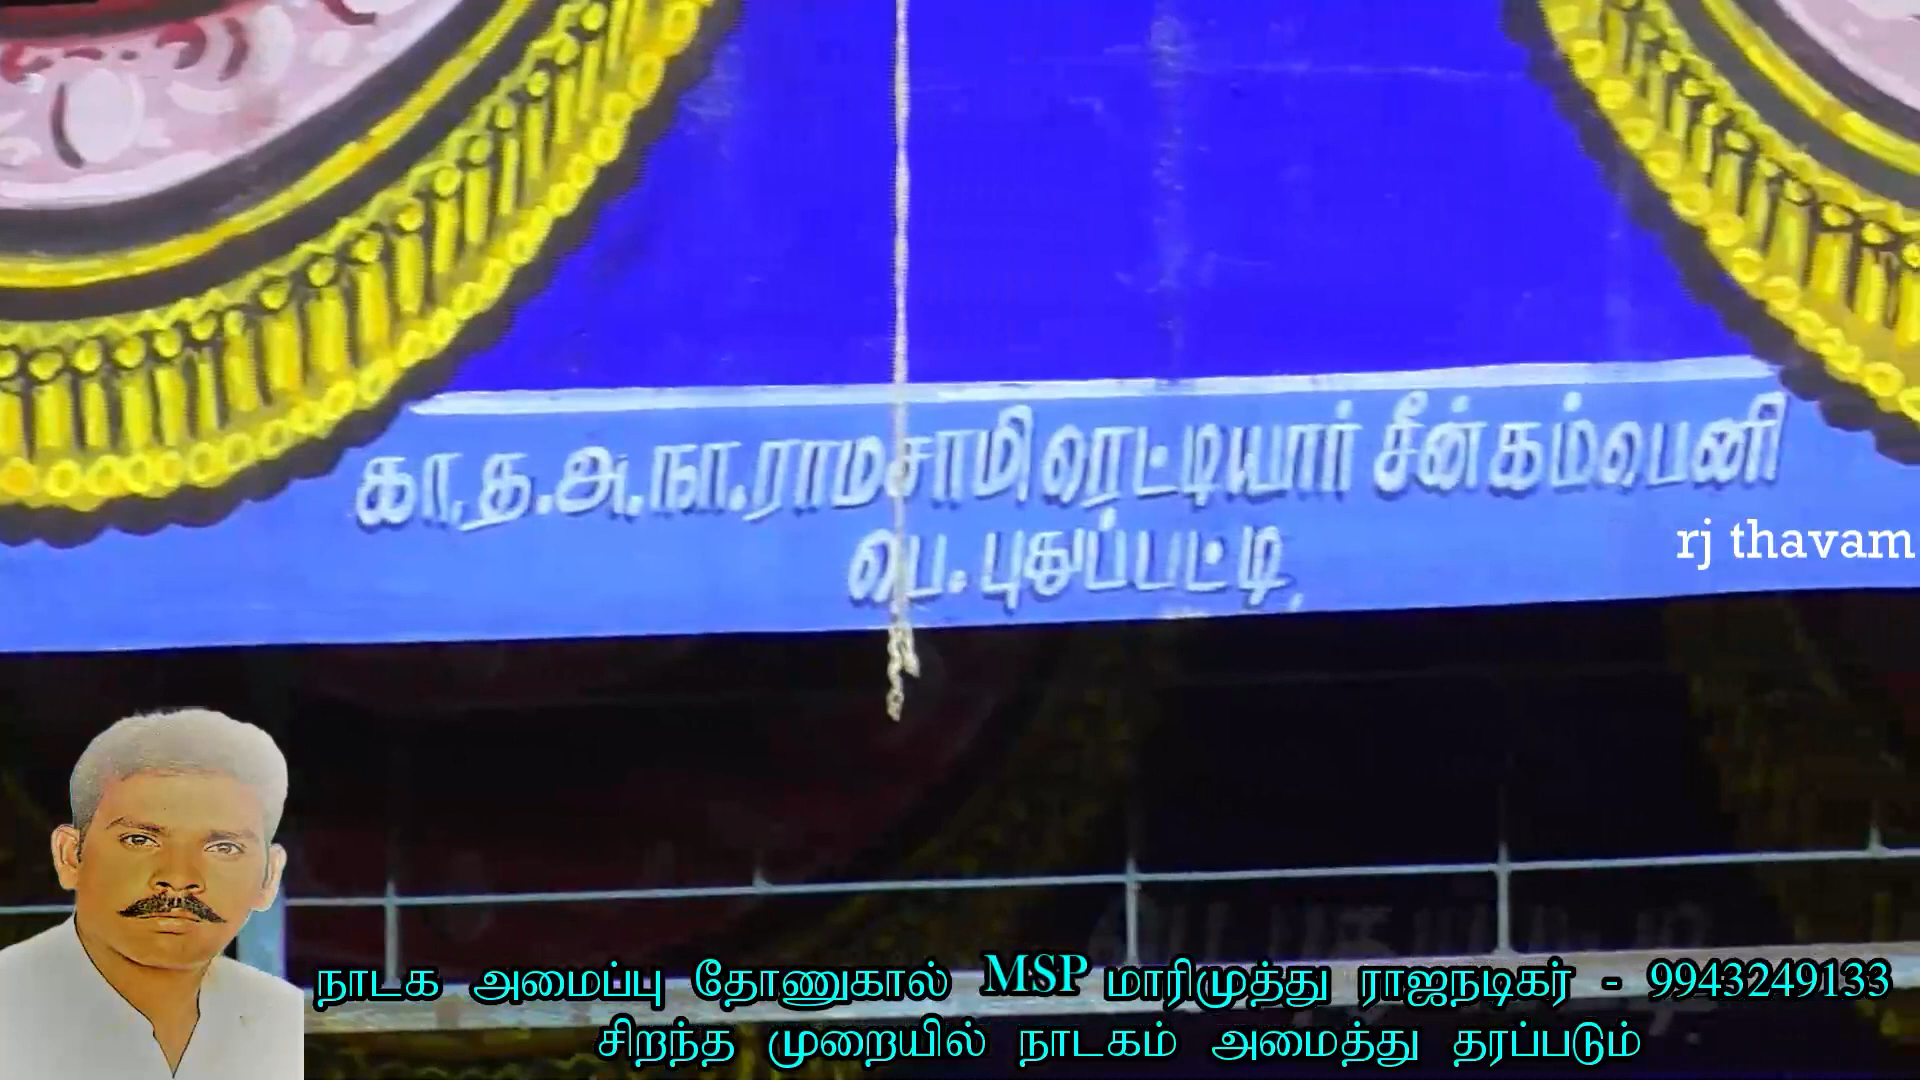 கா.த.அ.நா.ராமசாமி ரெட்டியார் சீன்கம்பெனி
பெ.புதுப்பட்டி
rj thavam
நாடக அமைப்பு தோணுகால் MSP மாரிமுத்து ராஜநடிகர் - 9943249133
சிறந்த முறையில் நாடகம் அமைத்து தரப்படும்